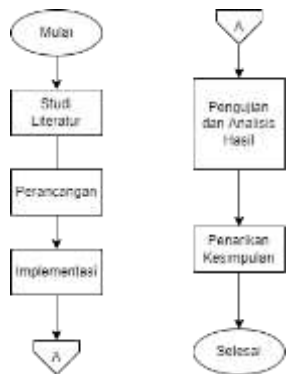 Mulai
Studi
Literatur
Perancangan
Implementasi
A
A
Pengujian
dan Analisis
Hasil
Penarikan
Kesimpulan
Selesai